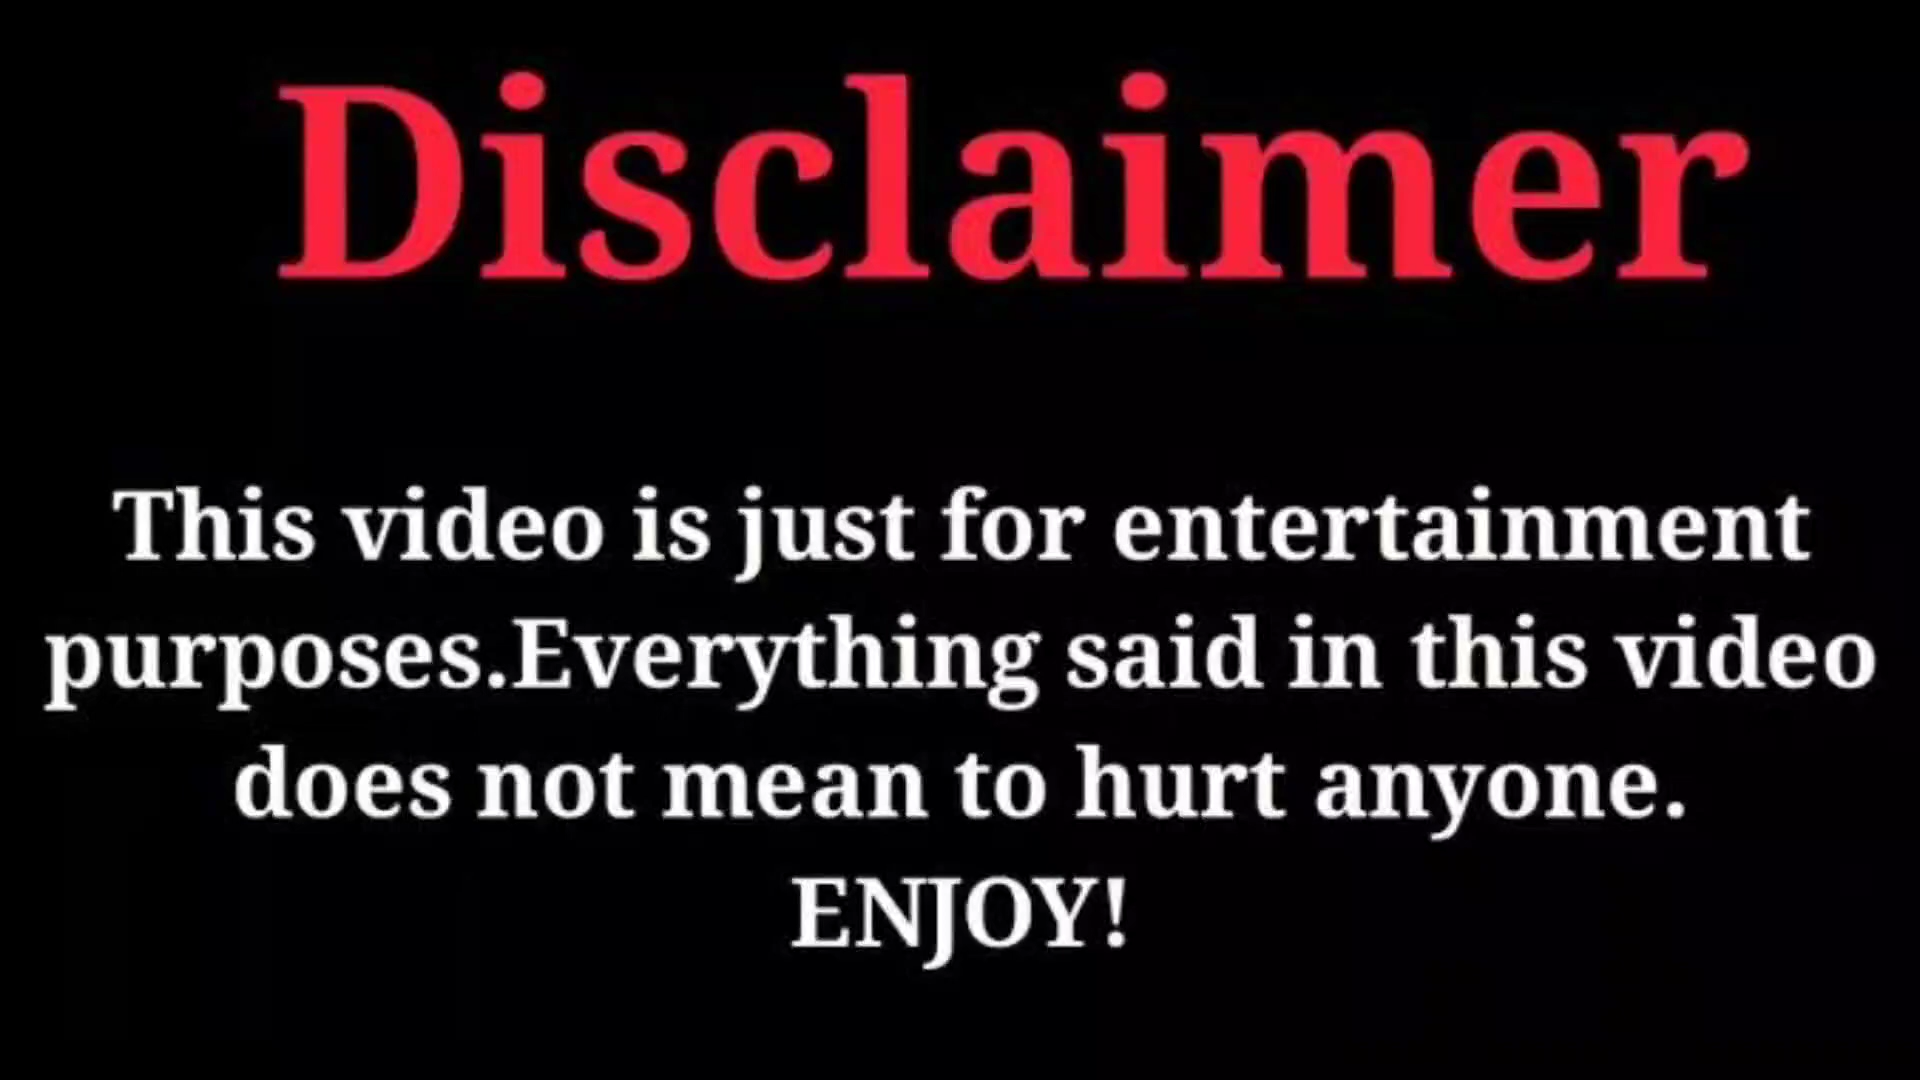 Disclaimer
This video is just for entertainment
purposes.Everything said in this video
does not mean to hurt anyone.
ENJOY!